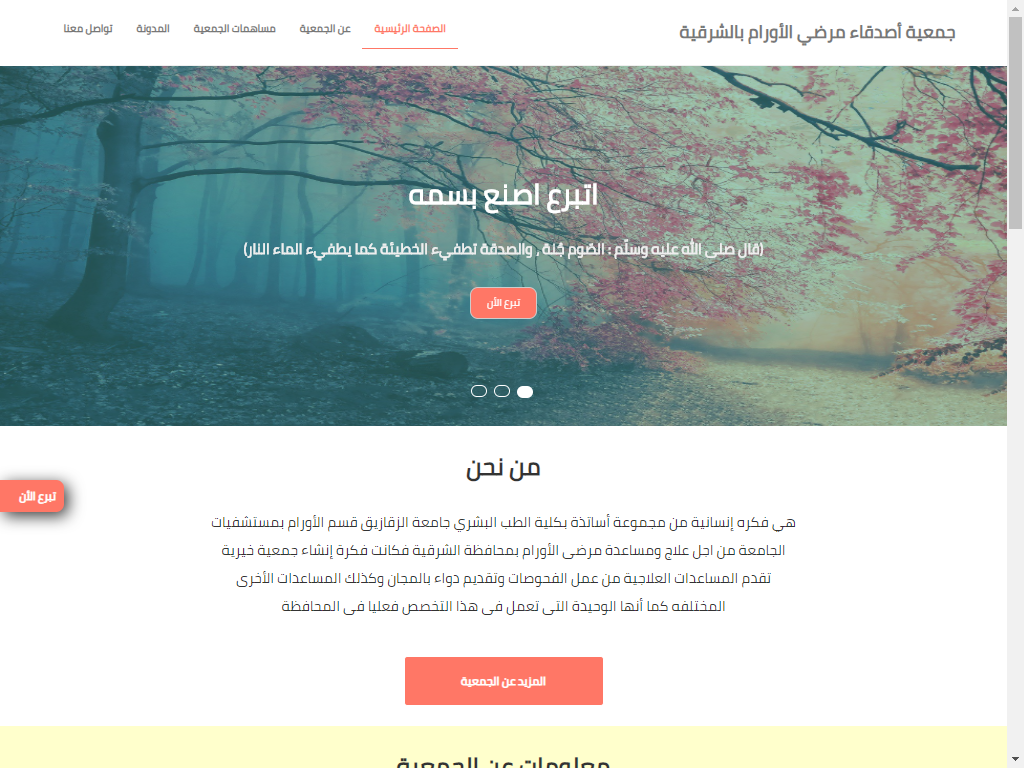 جمعية أصدقاء مرضي الأورام بالشرقية
الصفحة الرئيسية
عن الجمعية
مساهمات الجمعية
المدونة
تواصل معنا
اتبرع اصنع بسمه
(قال صلى الله عليه وسلّم : الصّوم جُنة , والصدقة تطفيء الخطيئة كما يطفيء الماء النار)
تبرع الأن
من نحن
تبرع الأن
هي فكره إنسانية من مجموعة أساتذة بكلية الطب البشري جامعة الزقازيق قسم الأورام بمستشفيات
الجامعة من اجل علاج ومساعدة مرضى الأورام بمحافظة الشرقية فكانت فكرة إنشاء جمعية خيرية
تقدم المساعدات العلاجية من عمل الفحوصات وتقديم دواء بالمجان وكذلك المساعدات الأخرى
المختلفه كما أنها الوحيدة التى تعمل فى هذا التخصص فعليا فى المحافظة
المزيد عن الجمعية
معلومات عن الجمعية